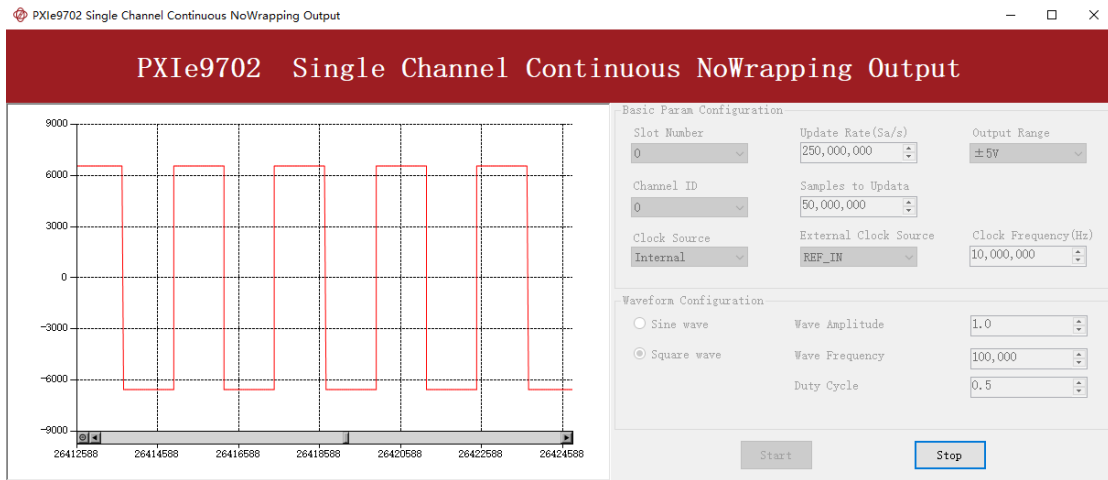 PXIe9702 Single Channel Continuous NoWrapping Output
PXIe9702 Single Channel Continuous NoWrapping Output
9000
6000
3000
0
-3000
-6000
-9000
26412588 26414588 26416588 26418588 26420588 26422588 26424588
Basic Param Configuration
Slot Number Update Rate(Sa/s) Output Range
0 250,000,000 ±5V
Channel ID Samples to Updata
0 50,000,000
Clock Source External Clock Source Clock Frequency(Hz)
Internal REF_IN 10,000,000
Waveform Configuration
Sine wave Wave Amplitude 1.0
Square wave Wave Frequency 100,000
Duty Cycle 0.5
Start Stop